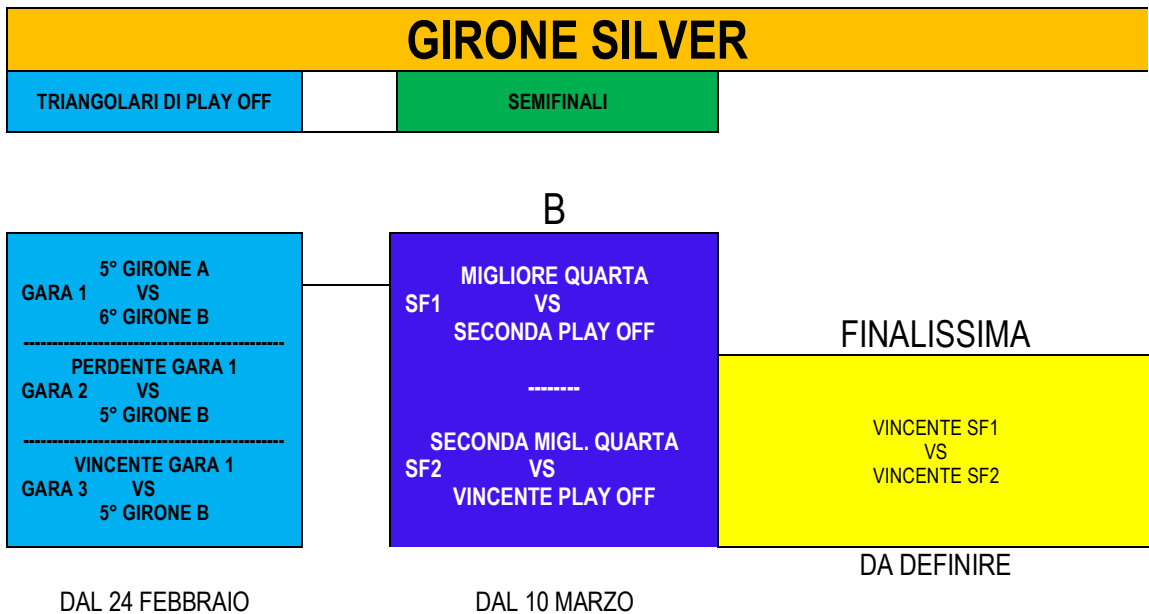 GIRONE SILVER
TRIANGOLARI DI PLAY OFF
SEMIFINALI
B
5° GIRONE A
GARA 1 VS
6° GIRONE B
---------------------------------------------
PERDENTE GARA 1
GARA 2 VS
5° GIRONE B
---------------------------------------------
VINCENTE GARA 1
GARA 3 VS
5° GIRONE B
MIGLIORE QUARTA
SF1 VS
SECONDA PLAY OFF
--------
SECONDA MIGL. QUARTA
SF2 VS
VINCENTE PLAY OFF
FINALISSIMA
VINCENTE SF1
VS
VINCENTE SF2
DA DEFINIRE
DAL 24 FEBBRAIO
DAL 10 MARZO